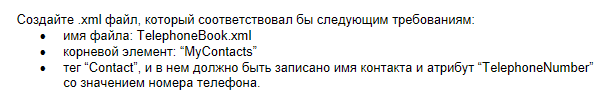 Создайте .xml файл, который соответствовал бы следующим требованиям:
• имя файла: TelephoneBook.xml
• корневой элемент: “MyContacts”
• тег “Contact”, и в нем должно быть записано имя контакта и атрибут “TelephoneNumber”
со значением номера телефона.